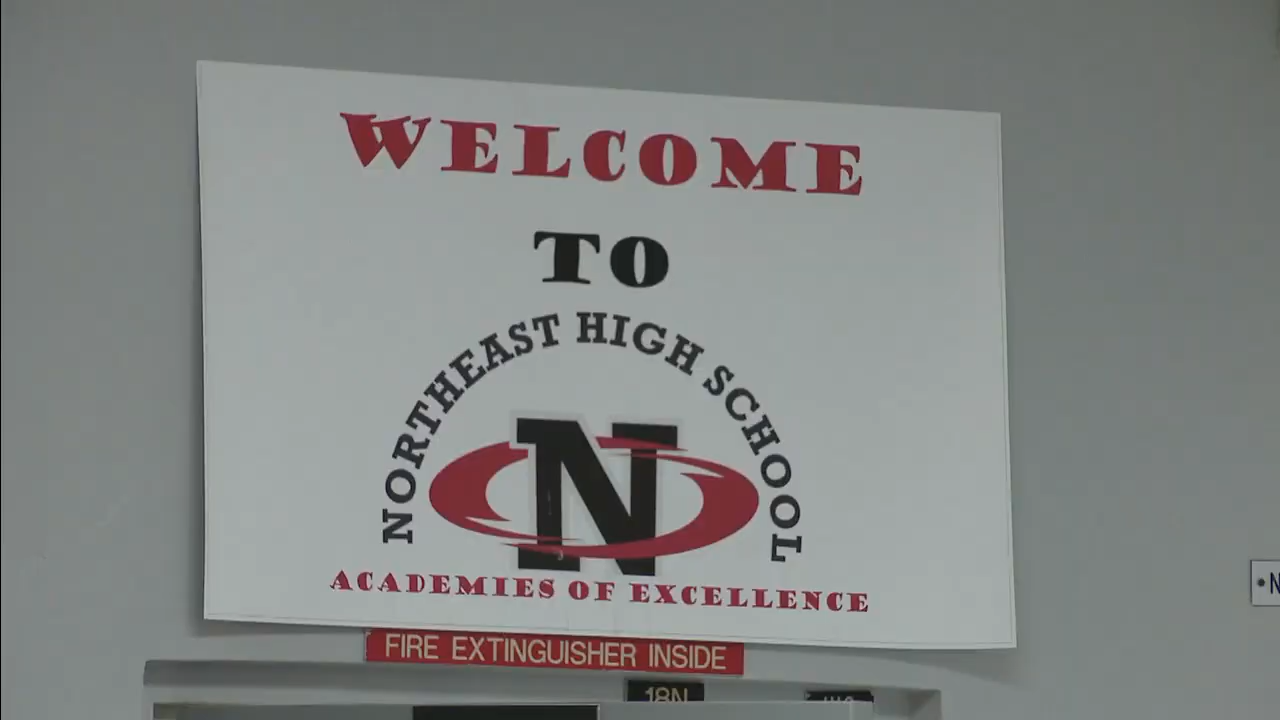 WELCOME
TO
NORTHEAST HIGH SCHOOL
N
ACADEMIES OF EXCELLENCE
FIRE EXTINGUISHER INSIDE
18N